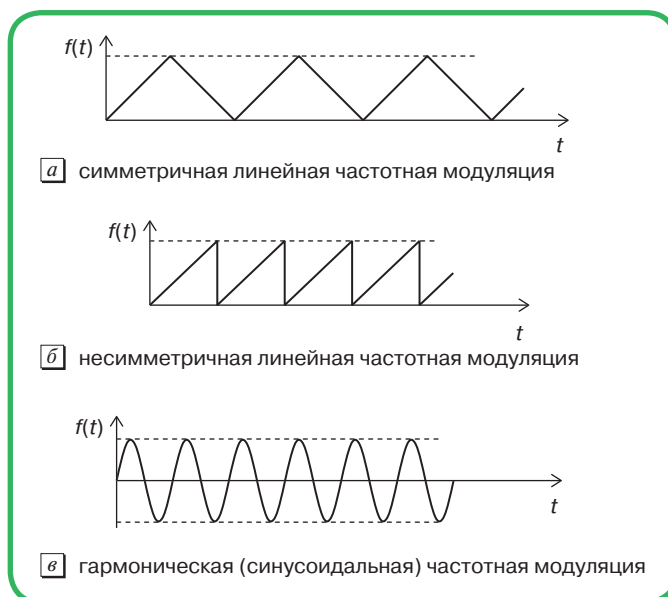 f(t)
t
а симметричная линейная частотная модуляция
f(t)
t
б несимметричная линейная частотная модуляция
f(t)
t
в гармоническая (синусоидальная) частотная модуляция